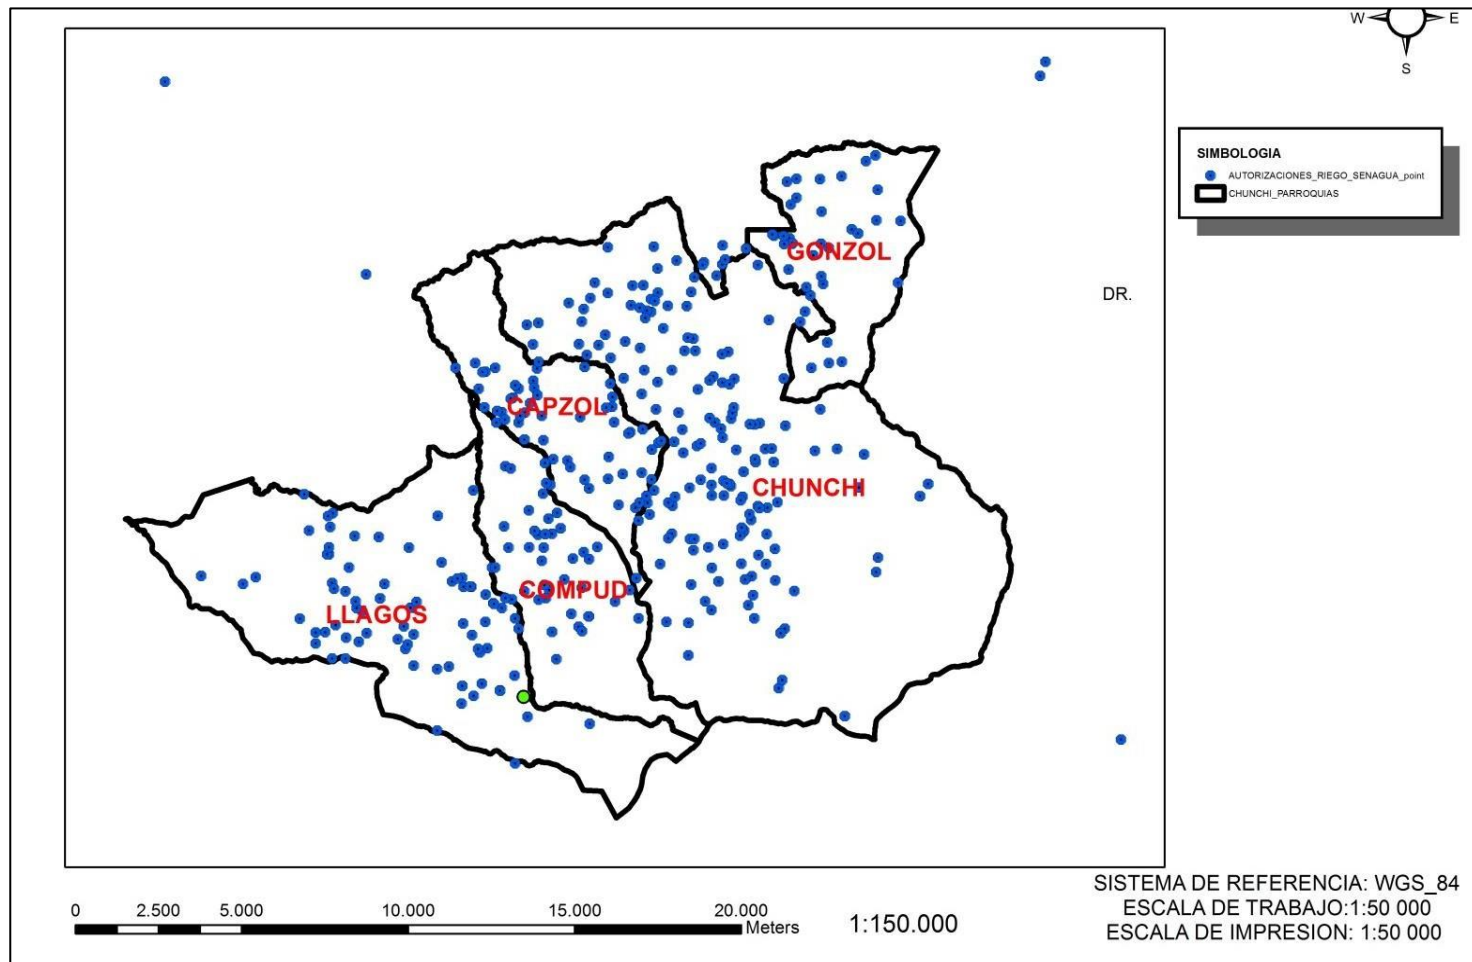 W E
S
SIMBOLOGIA
AUTORIZACIONES_RIEGO_SENAGUA_point
CHUNCHI_PARROQUIAS
GONZOL
DR.
CAPZOL
CHUNCHI
COMPUD
LLAGOS
0 2.500 5.000 10.000 15.000 20.000
Meters
1:150.000
SISTEMA DE REFERENCIA: WGS_84
ESCALA DE TRABAJO:1:50 000
ESCALA DE IMPRESION: 1:50 000